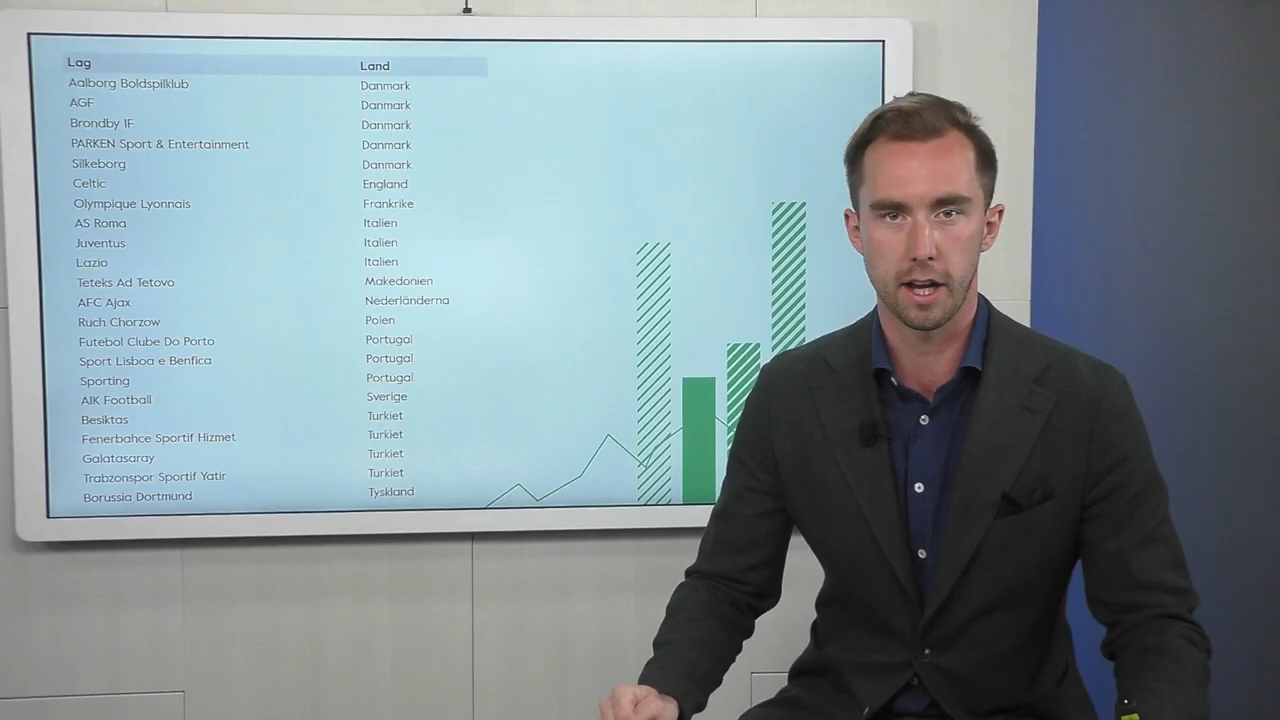 Lag Land
Aalborg Boldspilklub Danmark
AGF Danmark
Brondby IF Danmark
PARKEN Sport & Entertainment Danmark
Silkeborg Danmark
Celtic England
Olympique Lyonnais Frankrike
AS Roma Italien
Juventus Italien
Lazio Italien
Teteks Ad Tetovo Makedonien
AFC Ajax Nederländerna
Ruch Chorzow Polen
Futebol Clube Do Porto Portugal
Sport Lisboa e Benfica Portugal
Sporting Portugal
AIK Football Sverige
Besiktas Turkiet
Fenerbahce Sportif Hizmet Turkiet
Galatasaray Turkiet
Trabzonspor Sportif Yatir Turkiet
Borussia Dortmund Tyskland